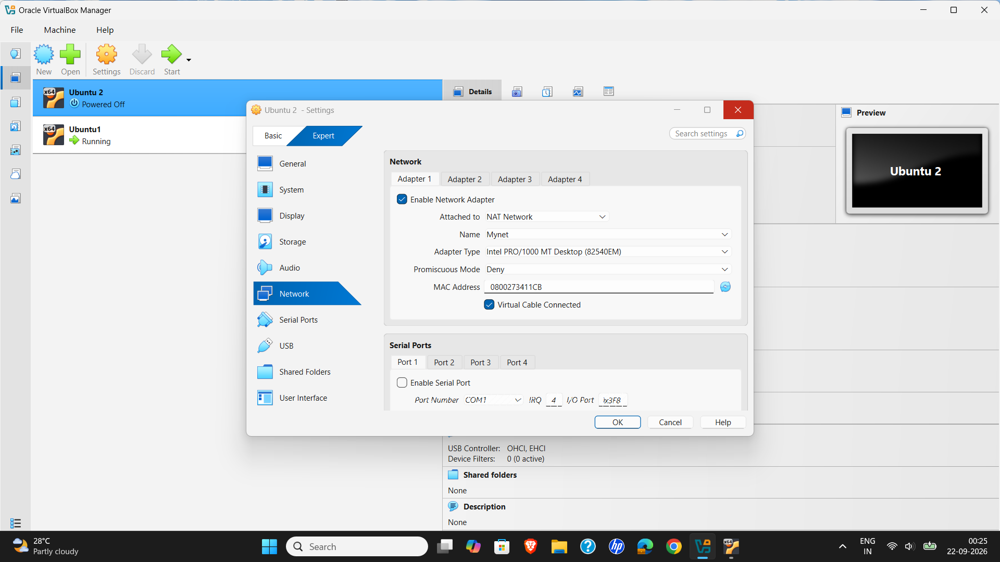 Oracle VirtualBox Manager
File Machine Help
New Open Settings Discard Start
x64 Ubuntu 2
Powered Off
x64 Ubuntu1
Running
Details
Preview
Ubuntu 2
Ubuntu 2 - Settings
Basic Expert
Search settings
General
System
Display
Storage
Audio
Network
Serial Ports
USB
Shared Folders
User Interface
Network
Adapter 1 Adapter 2 Adapter 3 Adapter 4
Enable Network Adapter
Attached to NAT Network
Name Mynet
Adapter Type Intel PRO/1000 MT Desktop (82540EM)
Promiscuous Mode Deny
MAC Address 0800273411CB
Virtual Cable Connected
Serial Ports
Port 1 Port 2 Port 3 Port 4
Enable Serial Port
Port Number COM1 IRQ 4 I/O Port 0x3F8
OK Cancel Help
USB Controller: OHCI, EHCI
Device Filters: 0 (0 active)
Shared folders
None
Description
None
28°C
Partly cloudy
Search
hp
x64
ENG
IN
00:25
22-09-2026